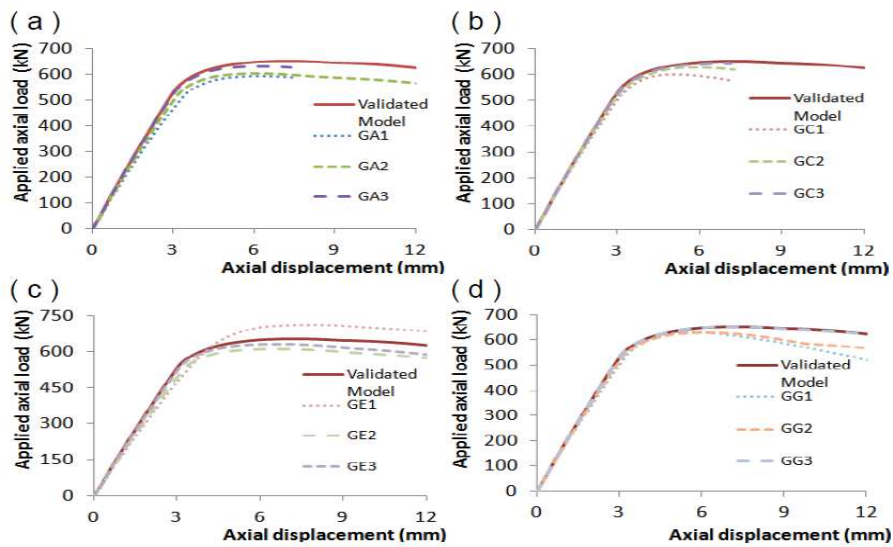 ( a )
Applied axial load (kN)
700
600
500
400
300
200
100
0
0 3 6 9 12
Axial displacement (mm)
Validated
Model
GA1
GA2
GA3
( b )
Applied axial load (kN)
700
600
500
400
300
200
100
0
0 3 6 9 12
Axial displacement (mm)
Validated
Model
GC1
GC2
GC3
( c )
Applied axial load (kN)
750
600
450
300
150
0
0 3 6 9 12
Axial displacement (mm)
Validated
Model
GE1
GE2
GE3
( d )
Applied axial load (kN)
700
600
500
400
300
200
100
0
0 3 6 9 12
Axial displacement (mm)
Validated
Model
GG1
GG2
GG3